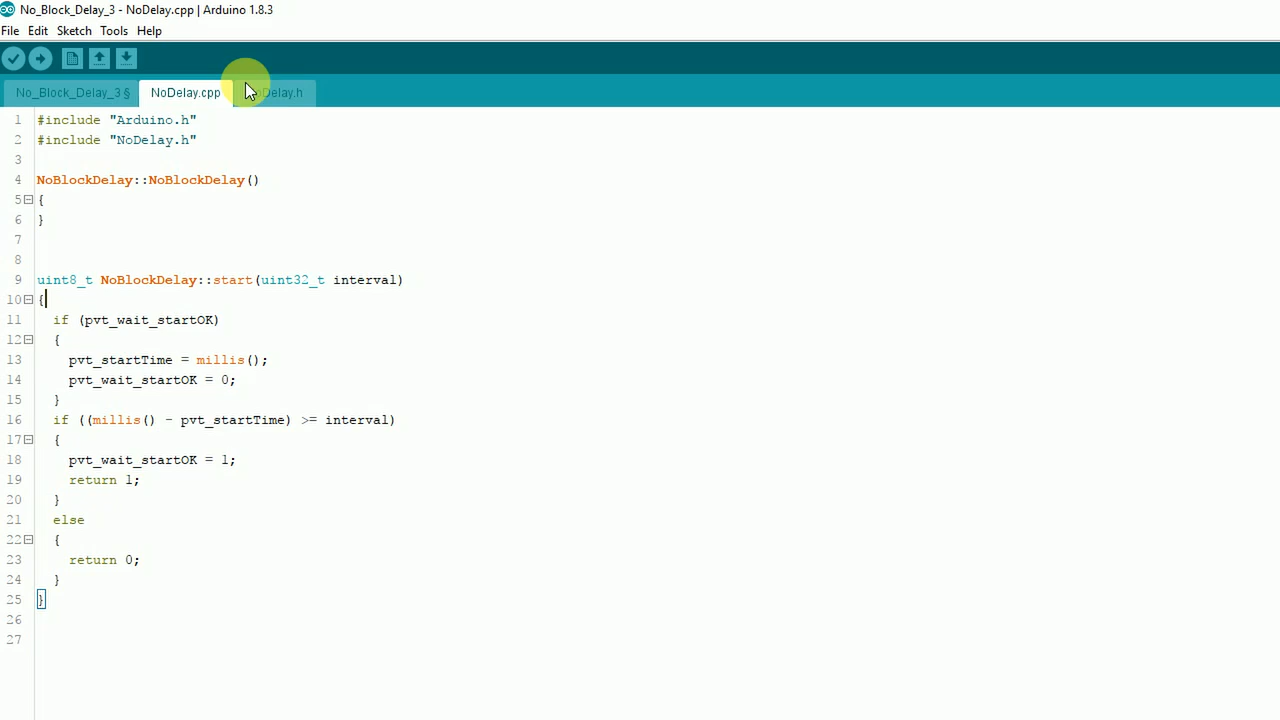 No_Block_Delay_3 - NoDelay.cpp | Arduino 1.8.3
File Edit Sketch Tools Help
No_Block_Delay_3 § NoDelay.cpp
1 #include "Arduino.h"
2 #include "NoDelay.h"
3
4 NoBlockDelay::NoBlockDelay()
5 {
6 }
7
8
9 uint8_t NoBlockDelay::start(uint32_t interval)
10 {
11 if (pvt_wait_startOK)
12 {
13 pvt_startTime = millis();
14 pvt_wait_startOK = 0;
15 }
16 if ((millis() - pvt_startTime) >= interval)
17 {
18 pvt_wait_startOK = 1;
19 return 1;
20 }
21 else
22 {
23 return 0;
24 }
25 }
26
27